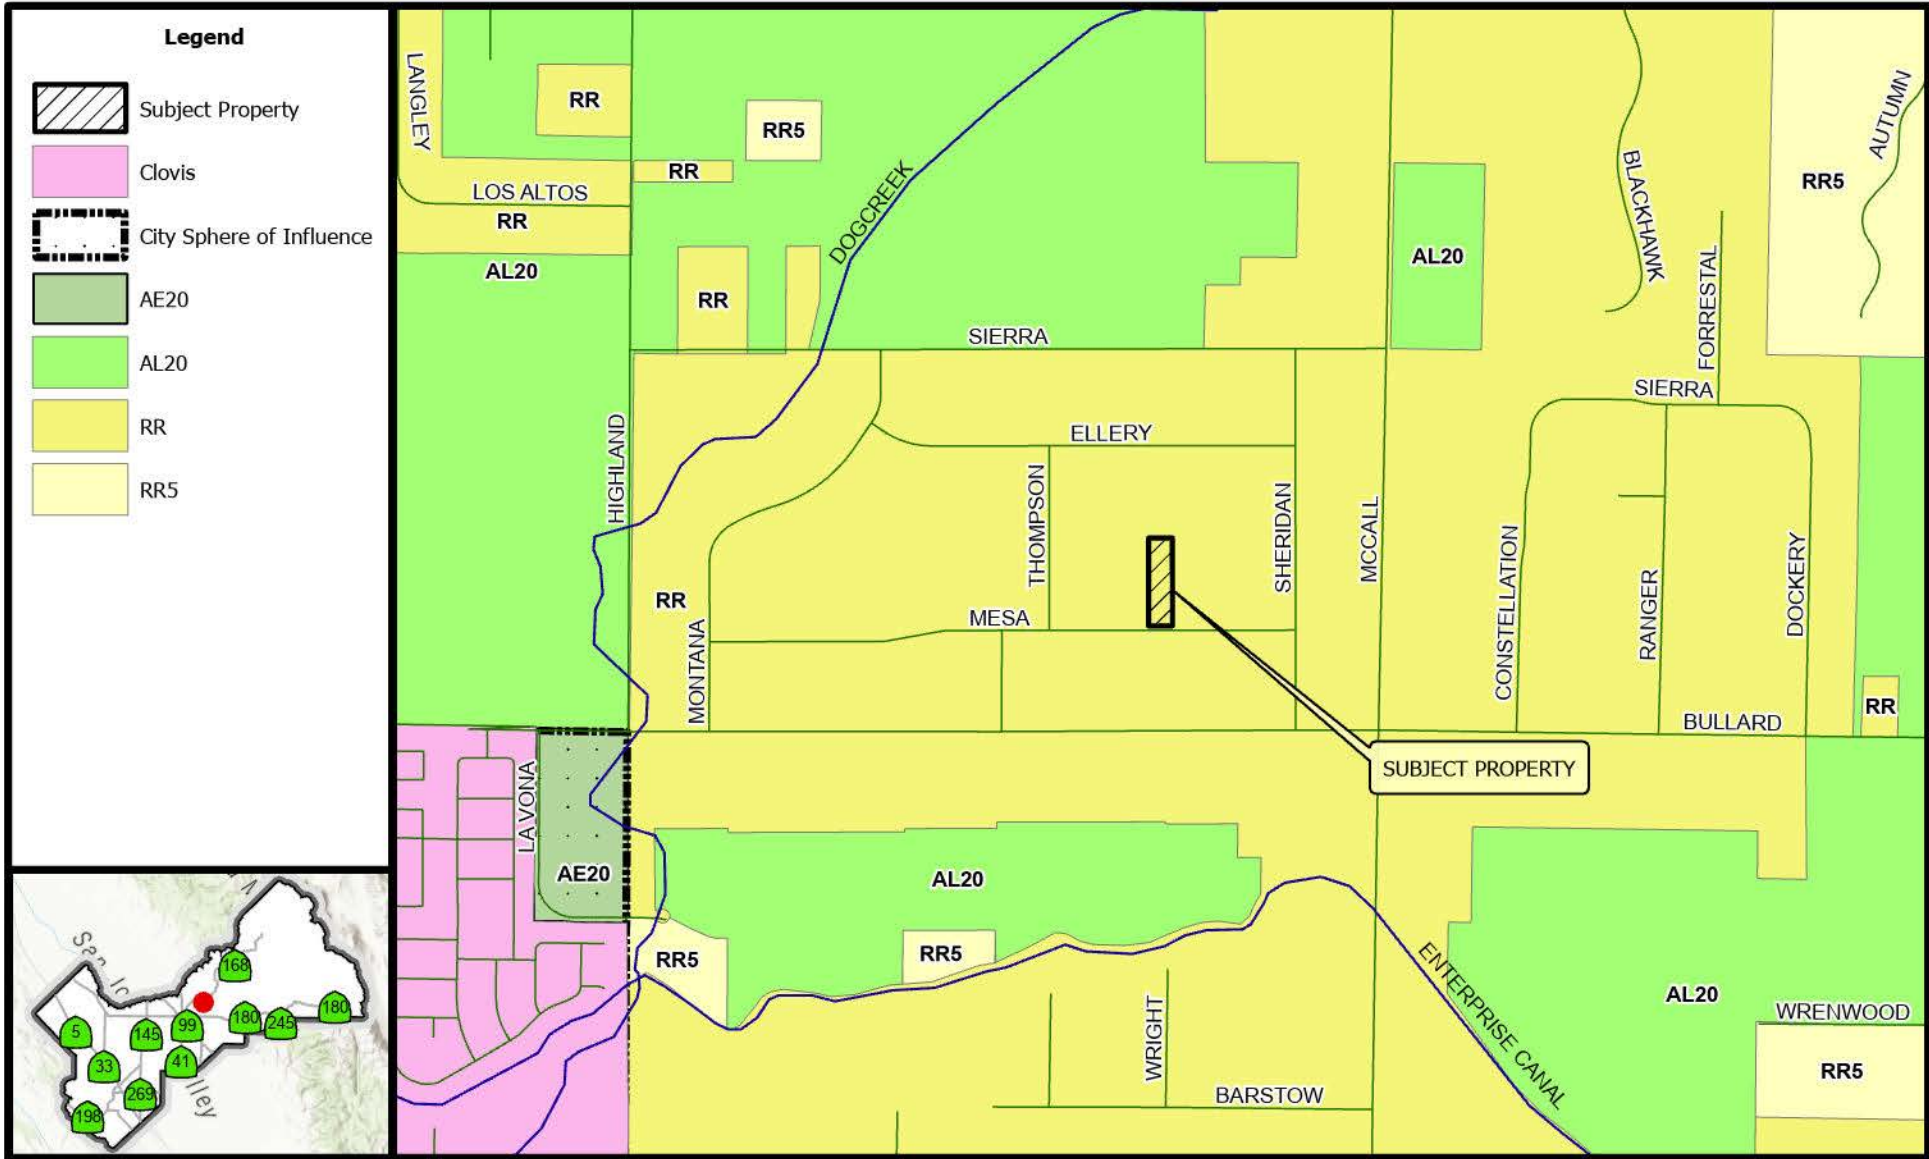 Legend
Subject Property
Clovis
City Sphere of Influence
AE20
AL20
RR
RR5
LANGLEY
RR
RR5
RR
LOS ALTOS
RR
AL20
RR
DOGCREEK
AL20
BLACKHAWK
FORRESTAL
RR5
AUTUMN
SIERRA
SIERRA
HIGHLAND
ELLERY
THOMPSON
SHERIDAN
MCCALL
CONSTELLATION
RANGER
DOCKERY
RR
MONTANA
MESA
RR
BULLARD
SUBJECT PROPERTY
LA VONA
AE20
AL20
RR5
RR5
ENTERPRISE CANAL
AL20
WRENWOOD
RR5
WRIGHT
BARSTOW
168
180
5
145
99
180
245
33
41
269
198
lley